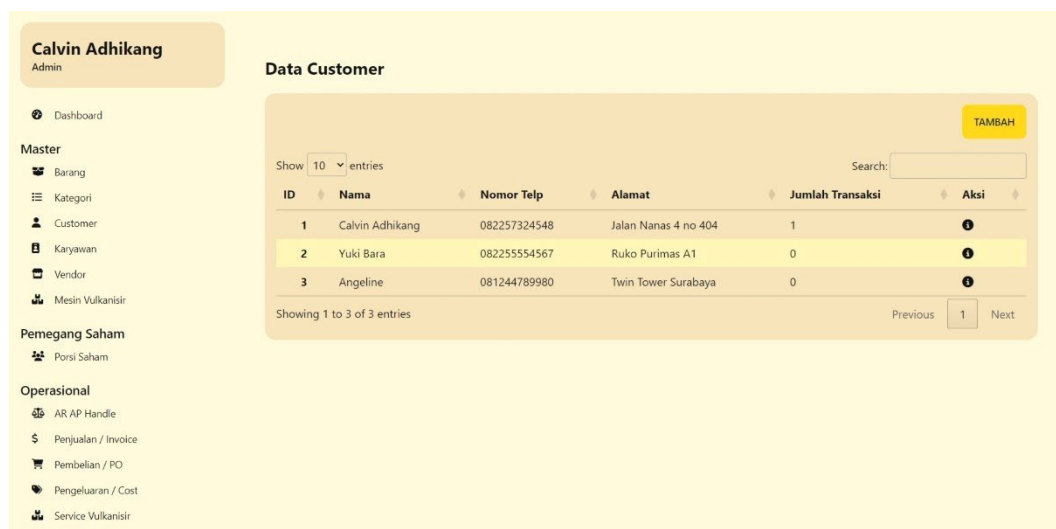 Calvin Adhikang
Admin
Dashboard
Master
Barang
Kategori
Customer
Karyawan
Vendor
Mesin Vulkanisir
Pemegang Saham
Porsi Saham
Operasional
AR AP Handle
Penjualan / Invoice
Pembelian / PO
Pengeluaran / Cost
Service Vulkanisir
Data Customer
TAMBAH
Show 10 entries Search:
ID Nama Nomor Telp Alamat Jumlah Transaksi Aksi
1 Calvin Adhikang 082257324548 Jalan Nanas 4 no 404 1
2 Yuki Bara 082255554567 Ruko Purimas A1 0
3 Angeline 081244789980 Twin Tower Surabaya 0
Showing 1 to 3 of 3 entries Previous 1 Next